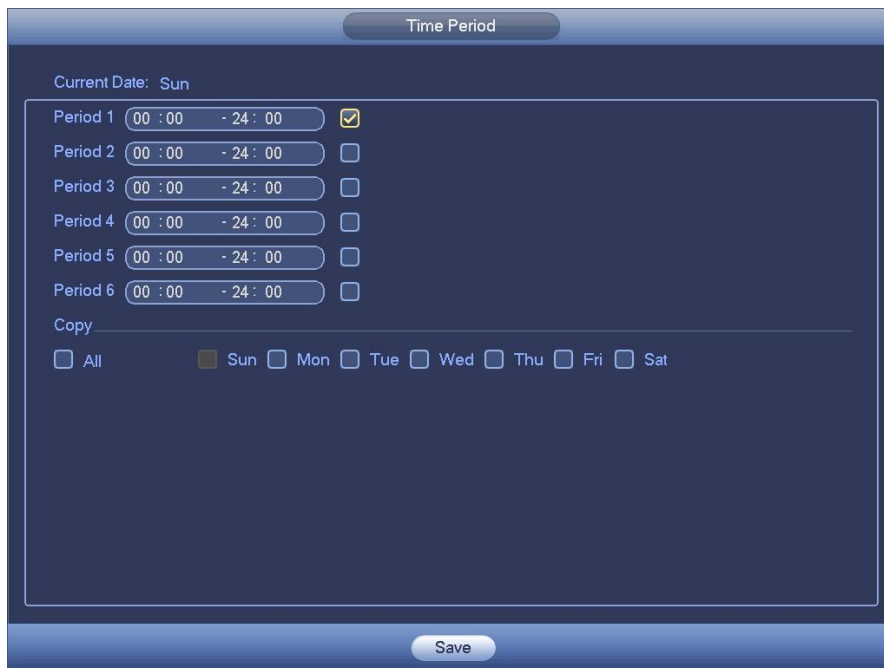 Time Period
Current Date: Sun
Period 1 00 :00 - 24 : 00
Period 2 00 :00 - 24 : 00
Period 3 00 :00 - 24 : 00
Period 4 00 :00 - 24 : 00
Period 5 00 :00 - 24 : 00
Period 6 00 :00 - 24 : 00
Copy
All Sun Mon Tue Wed Thu Fri Sat
Save